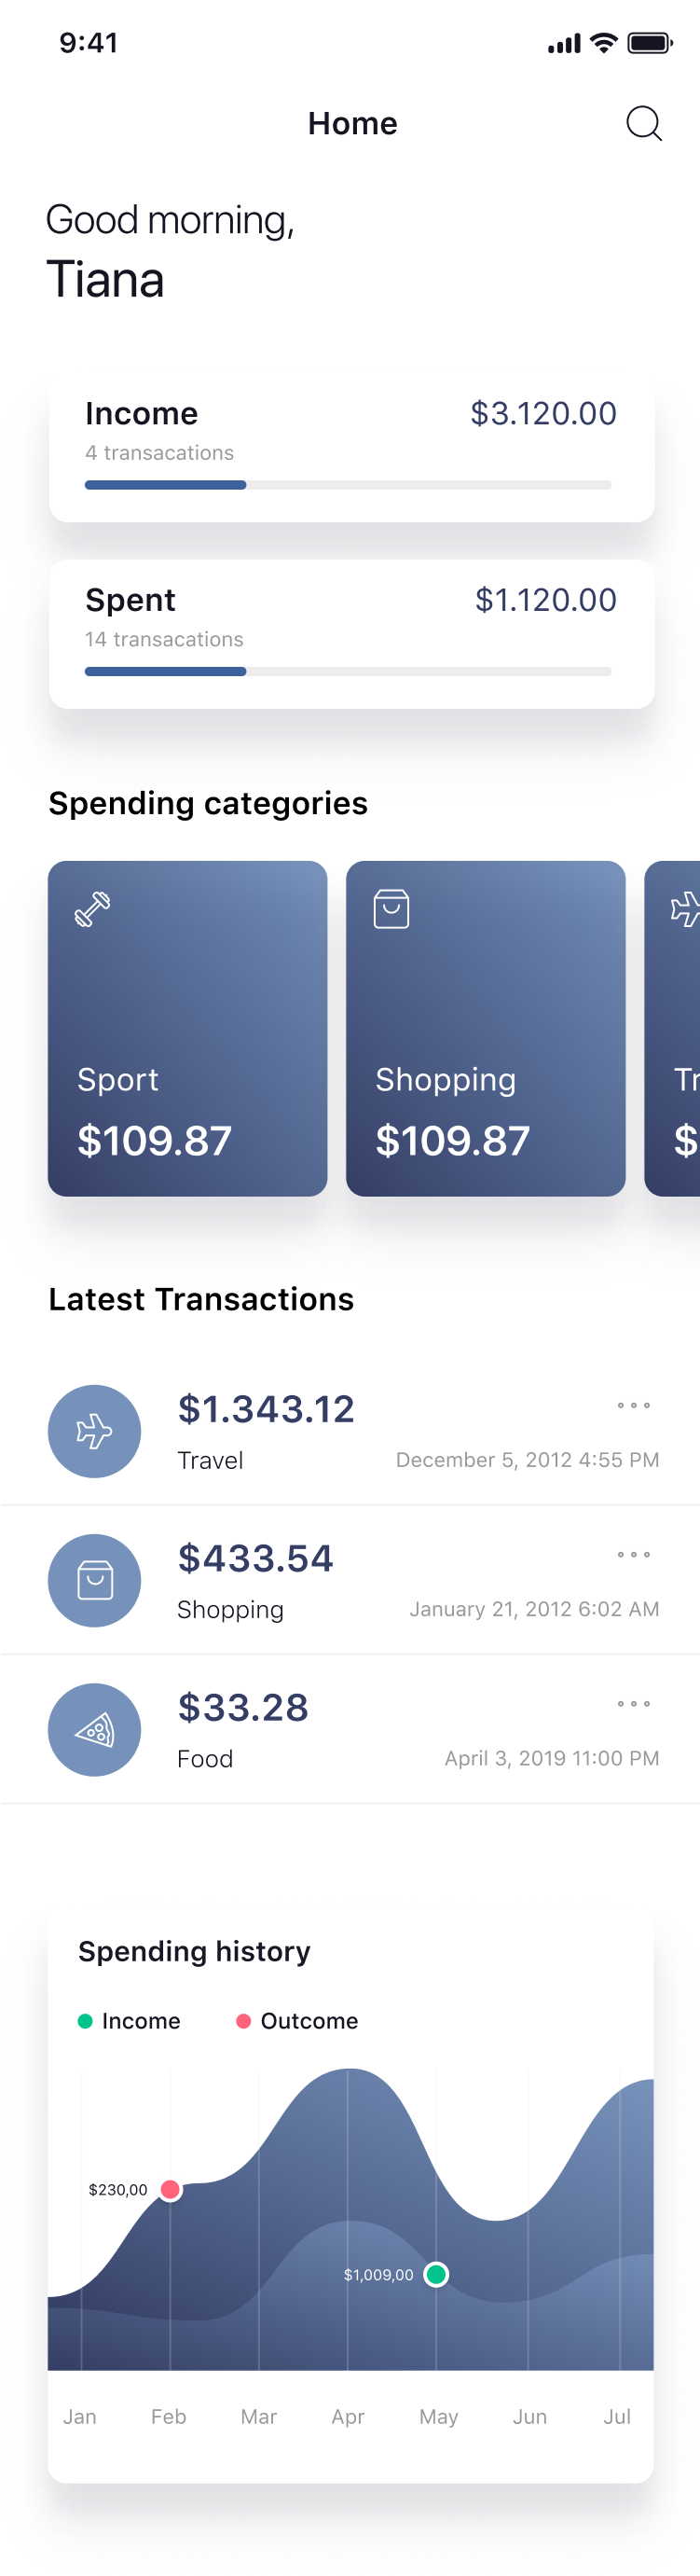 9:41
Home
Good morning,
Tiana
Income $3.120.00
4 transacations
Spent $1.120.00
14 transacations
Spending categories
Sport Shopping Tr
$109.87 $109.87 $
Latest Transactions
$1.343.12
Travel December 5, 2012 4:55 PM
$433.54
Shopping January 21, 2012 6:02 AM
$33.28
Food April 3, 2019 11:00 PM
Spending history
Income Outcome
$230,00
$1,009,00
Jan Feb Mar Apr May Jun Jul